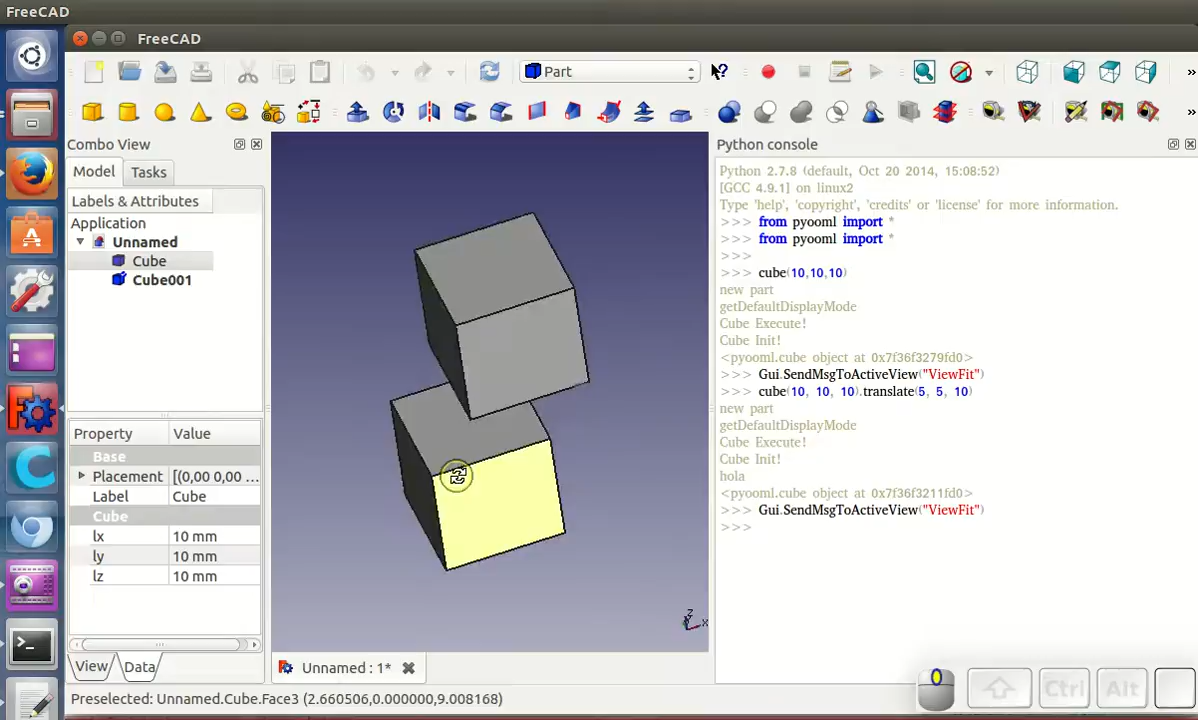 FreeCAD
FreeCAD
Part
Combo View
Python console
Model
Tasks
Labels & Attributes
Application
Unnamed
Cube
Cube001
Python 2.7.8 (default, Oct 20 2014, 15:08:52)
[GCC 4.9.1] on linux2
Type 'help', 'copyright', 'credits' or 'license' for more information.
>>> from pyooml import *
>>> from pyooml import *
>>>
>>> cube(10,10,10)
new part
getDefaultDisplayMode
Cube Execute!
Cube Init!
<pyooml.cube object at 0x7f36f3279fd0>
>>> Gui.SendMsgToActiveView("ViewFit")
>>> cube(10, 10, 10).translate(5, 5, 10)
new part
getDefaultDisplayMode
Cube Execute!
Cube Init!
hola
<pyooml.cube object at 0x7f36f3211fd0>
>>> Gui.SendMsgToActiveView("ViewFit")
>>>
Property Value
Base
Placement [(0,00 0,00 ...
Label Cube
Cube
lx 10 mm
ly 10 mm
lz 10 mm
View Data
Z
X
Unnamed : 1*
Preselected: Unnamed.Cube.Face3 (2.660506,0.000000,9.008168)
Ctrl
Alt